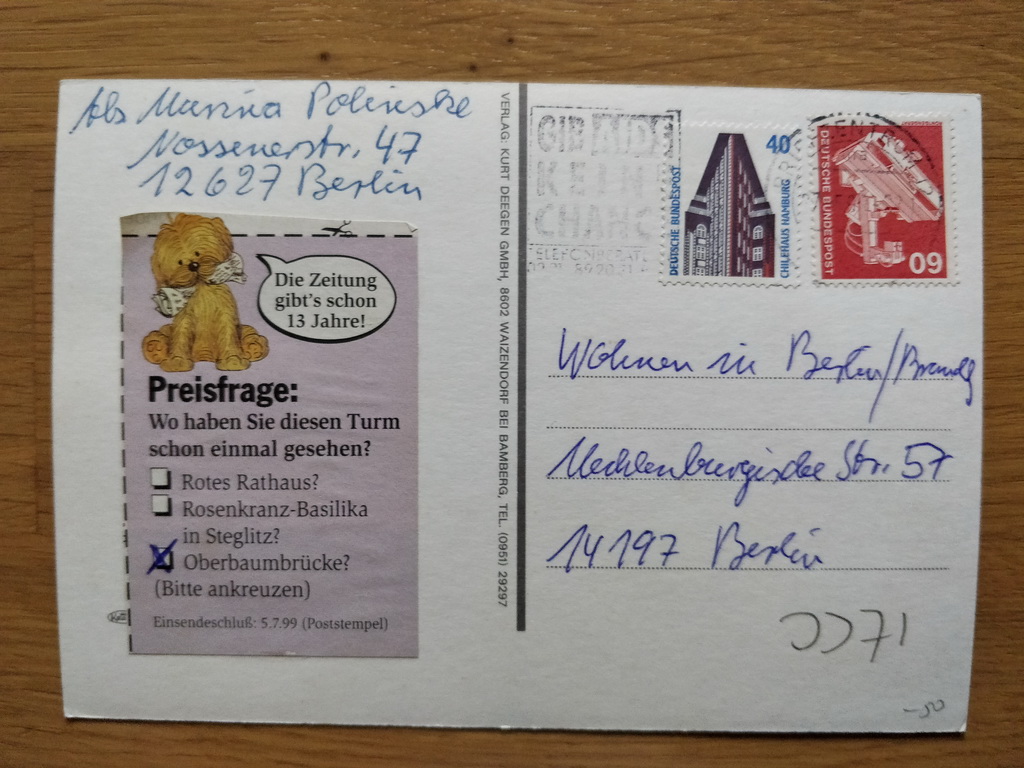 Abs Marina Polinske
Nossenerstr. 47
12627 Berlin
Die Zeitung
gibt's schon
13 Jahre!
Preisfrage:
Wo haben Sie diesen Turm
schon einmal gesehen?
Rotes Rathaus?
Rosenkranz-Basilika
in Steglitz?
Oberbaumbrücke?
(Bitte ankreuzen)
Einsendeschluß: 5.7.99 (Poststempel)
VERLAG: KURT DEEGEN GMBH, 8602 WAIZENDORF BEI BAMBERG, TEL. (0951) 29297
GIB AIDS
KEINE
CHANC
DEUTSCHE BUNDESPOST
40
CHILEHAUS HAMBURG
DEUTSCHE BUNDESPOST
60
Wohnen in Berlin/Brandbg
Mecklenburgische Str. 57
14197 Berlin
-50